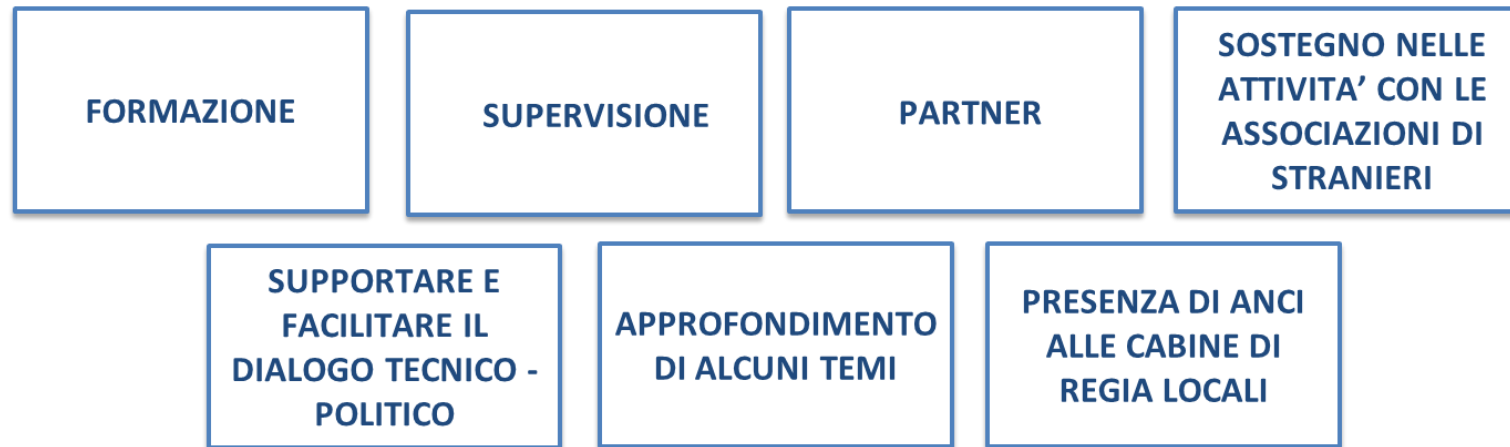 FORMAZIONE
SUPERVISIONE
PARTNER
SOSTEGNO NELLE
ATTIVITA’ CON LE
ASSOCIAZIONI DI
STRANIERI
SUPPORTARE E
FACILITARE IL
DIALOGO TECNICO -
POLITICO
APPROFONDIMENTO
DI ALCUNI TEMI
PRESENZA DI ANCI
ALLE CABINE DI
REGIA LOCALI